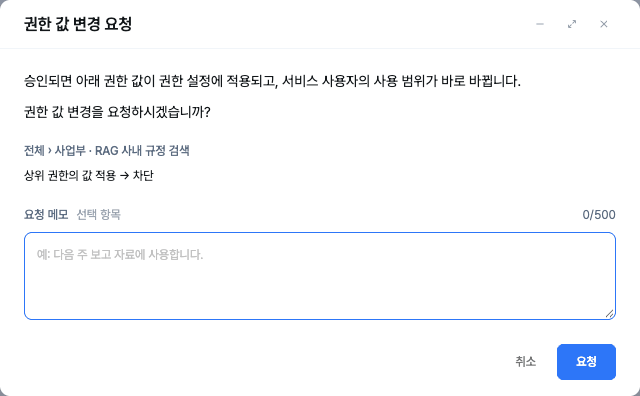 권한 값 변경 요청
승인되면 아래 권한 값이 권한 설정에 적용되고, 서비스 사용자의 사용 범위가 바로 바뀝니다.
권한 값 변경을 요청하시겠습니까?
전체 › 사업부 · RAG 사내 규정 검색
상위 권한의 값 적용 → 차단
요청 메모 선택 항목 0/500
예: 다음 주 보고 자료에 사용합니다.
취소 요청